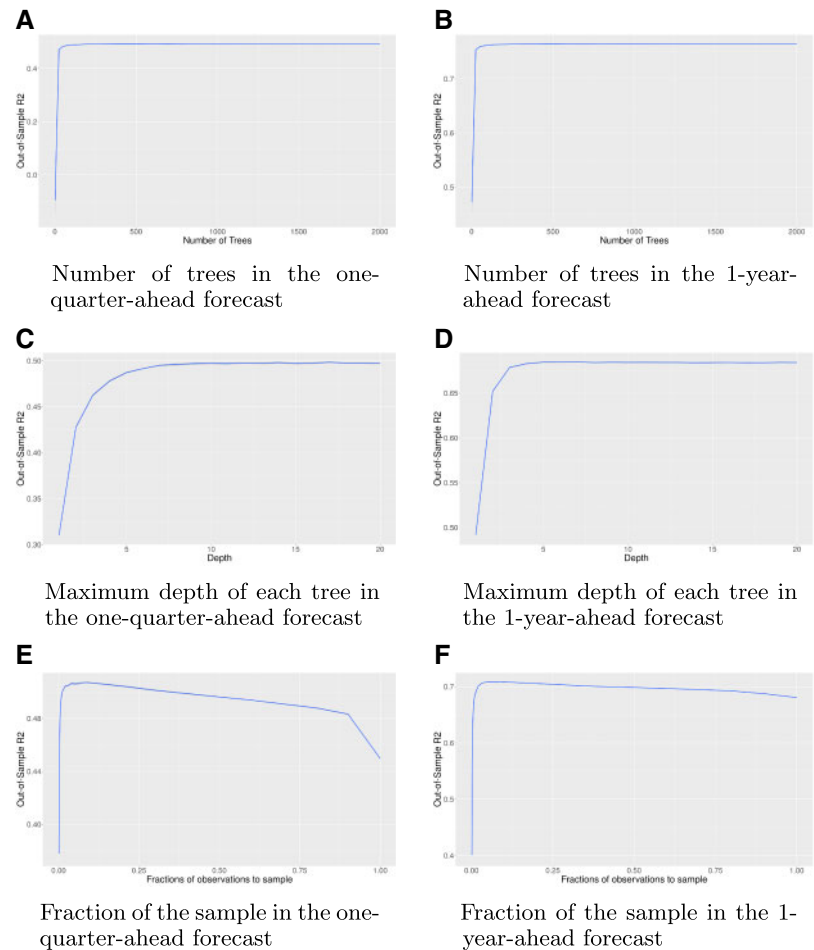 A
B
Out-of-Sample R2
0.4
0.2
0.0
0
500
1000
1500
2000
Number of Trees
Out-of-Sample R2
0.7
0.6
0.5
0
500
1000
1500
2000
Number of Trees
Number of trees in the one-
quarter-ahead forecast
Number of trees in the 1-year-
ahead forecast
C
D
Out-of-Sample R2
0.50
0.45
0.40
0.35
0.30
5
10
15
20
Depth
Out-of-Sample R2
0.65
0.60
0.55
0.50
5
10
15
20
Depth
Maximum depth of each tree in
the one-quarter-ahead forecast
Maximum depth of each tree in
the 1-year-ahead forecast
E
F
Out-of-Sample R2
0.48
0.44
0.40
0.00
0.25
0.50
0.75
1.00
Fractions of observations to sample
Out-of-Sample R2
0.7
0.6
0.5
0.4
0.00
0.25
0.50
0.75
1.00
Fractions of observations to sample
Fraction of the sample in the one-
quarter-ahead forecast
Fraction of the sample in the 1-
year-ahead forecast